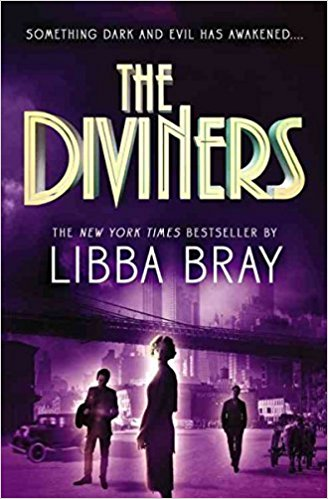 SOMETHING DARK AND EVIL HAS AWAKENED....
THE
DIVINERS
THE NEW YORK TIMES BESTSELLER BY
LIBBA BRAY